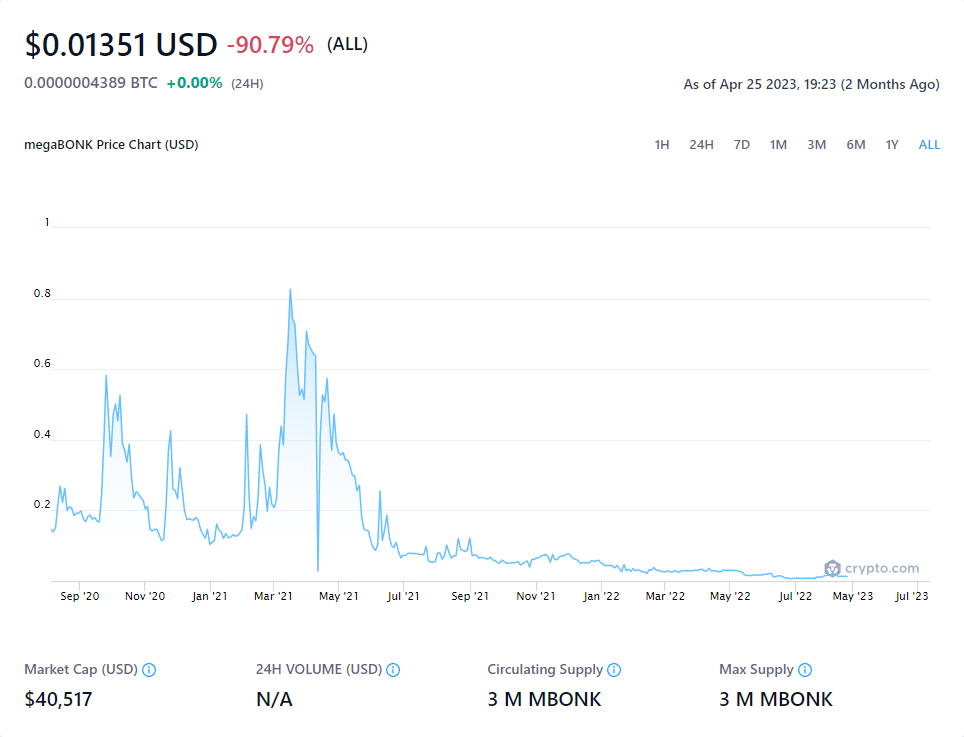 $0.01351 USD -90.79% (ALL)
0.0000004389 BTC +0.00% (24H)
As of Apr 25 2023, 19:23 (2 Months Ago)
megaBONK Price Chart (USD)
1H 24H 7D 1M 3M 6M 1Y ALL
1
0.8
0.6
0.4
0.2
crypto.com
Sep '20 Nov '20 Jan '21 Mar '21 May '21 Jul '21 Sep '21 Nov '21 Jan '22 Mar '22 May '22 Jul '22 May '23 Jul '23
Market Cap (USD) 24H VOLUME (USD) Circulating Supply Max Supply
$40,517 N/A 3 M MBONK 3 M MBONK